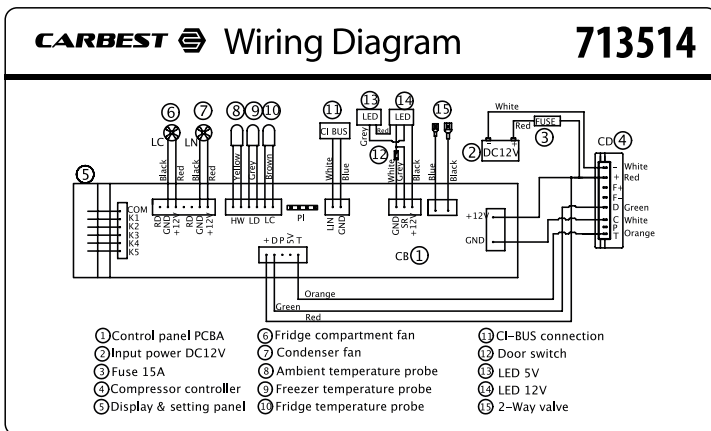 CARBEST Wiring Diagram 713514
6 7 8 9 10 11 13 14 15
LC LN CI BUS LED LED
White
Red FUSE
Grey Red
12
2 DC12V 3 CD 4
- +
Black Red Black Red Yellow Grey Brown White Blue White Grey Black Blue Black
5
- White
+ Red
F+
F-
D Green
C White
P
T Orange
COM
K1
K2
K3
K4
K5
RD GND +12V RD GND +12V
HW LD LC
PI
LIN GND
GND SR +12V
+12V
GND
CB 1
+ D P 5V T
Orange
Green
Red
1 Control panel PCBA
2 Input power DC12V
3 Fuse 15A
4 Compressor controller
5 Display & setting panel
6 Fridge compartment fan
7 Condenser fan
8 Ambient temperature probe
9 Freezer temperature probe
10 Fridge temperature probe
11 CI-BUS connection
12 Door switch
13 LED 5V
14 LED 12V
15 2-Way valve